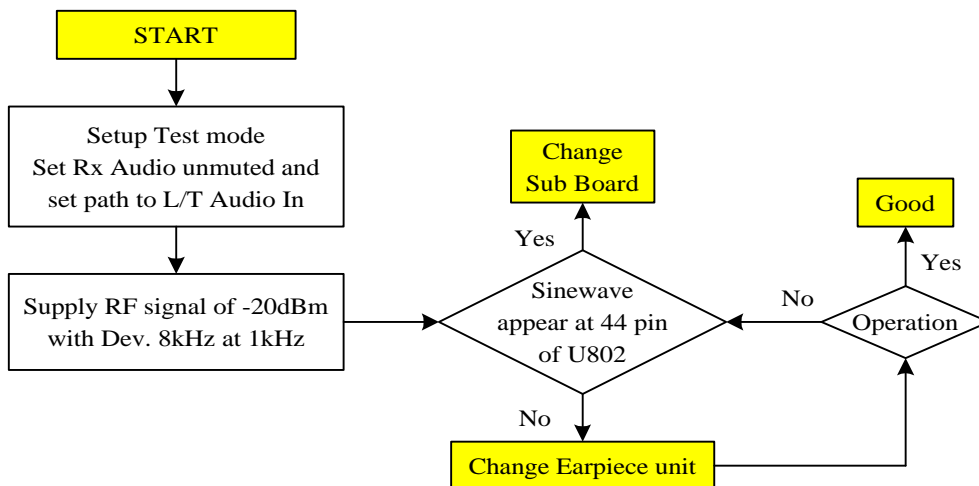 START
Setup Test mode
Set Rx Audio unmuted and
set path to L/T Audio In
Supply RF signal of -20dBm
with Dev. 8kHz at 1kHz
Change
Sub Board
Yes
Sinewave
appear at 44 pin
of U802
No
Change Earpiece unit
Good
Yes
No
Operation